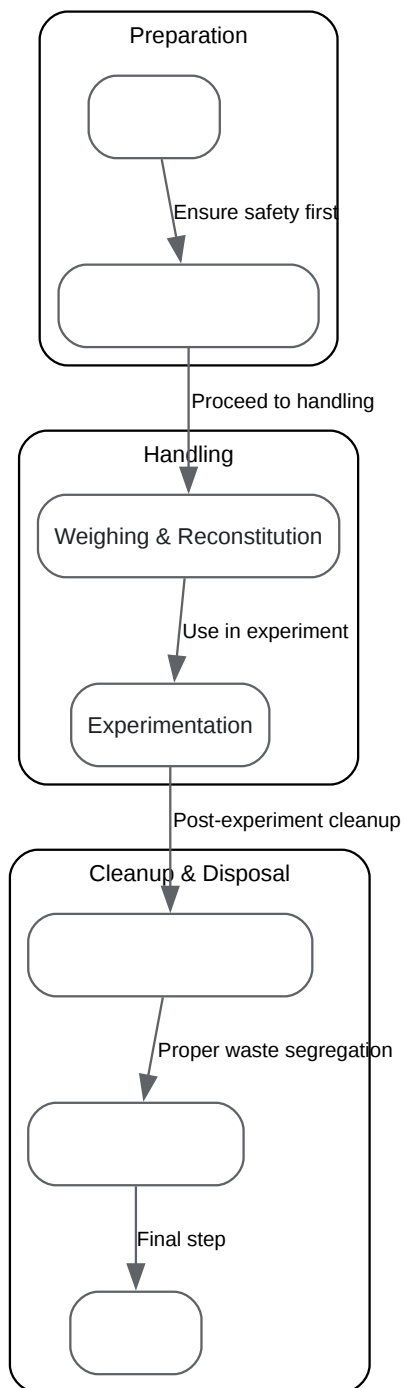 Preparation
Ensure safety first
Proceed to handling
Handling
Weighing & Reconstitution
Use in experiment
Experimentation
Post-experiment cleanup
Cleanup & Disposal
Proper waste segregation
Final step